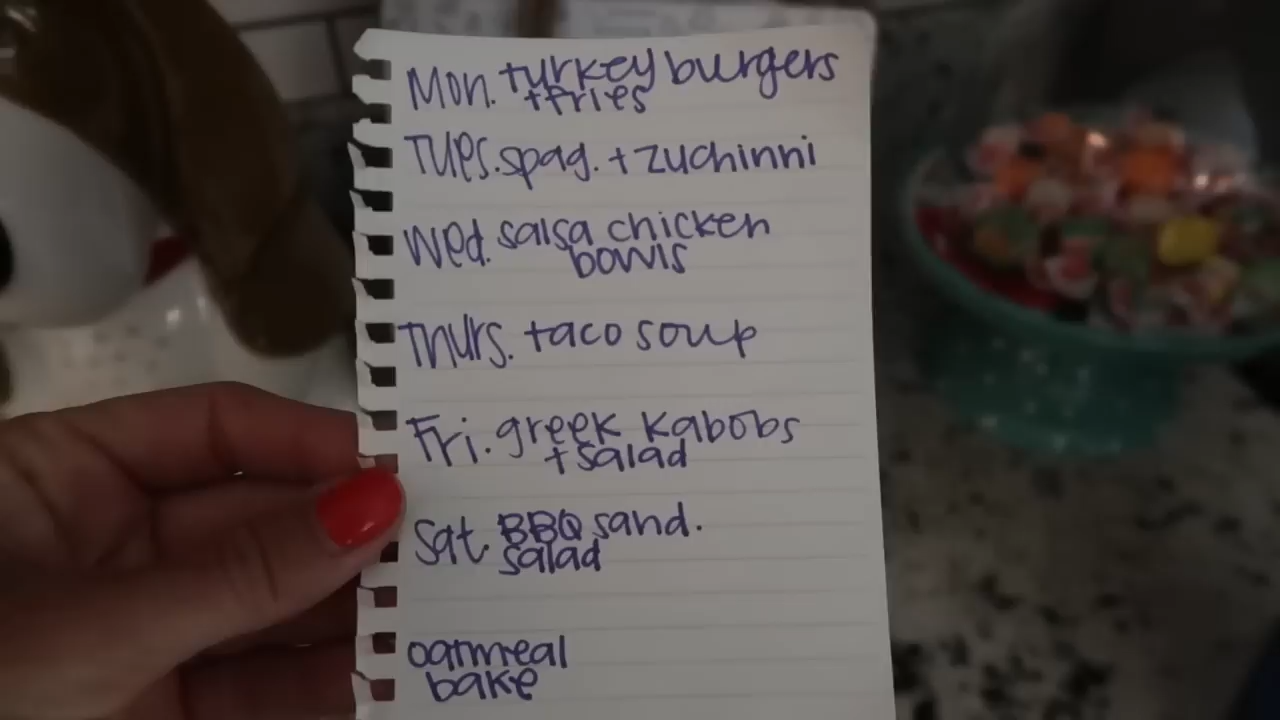 Mon. turkey burgers
+fries
Tues. spag. + zuchinni
Wed. salsa chicken
bowls
Thurs. taco soup
Fri. greek kabobs
+ salad
Sat. BBQ sand.
salad
oatmeal
bake